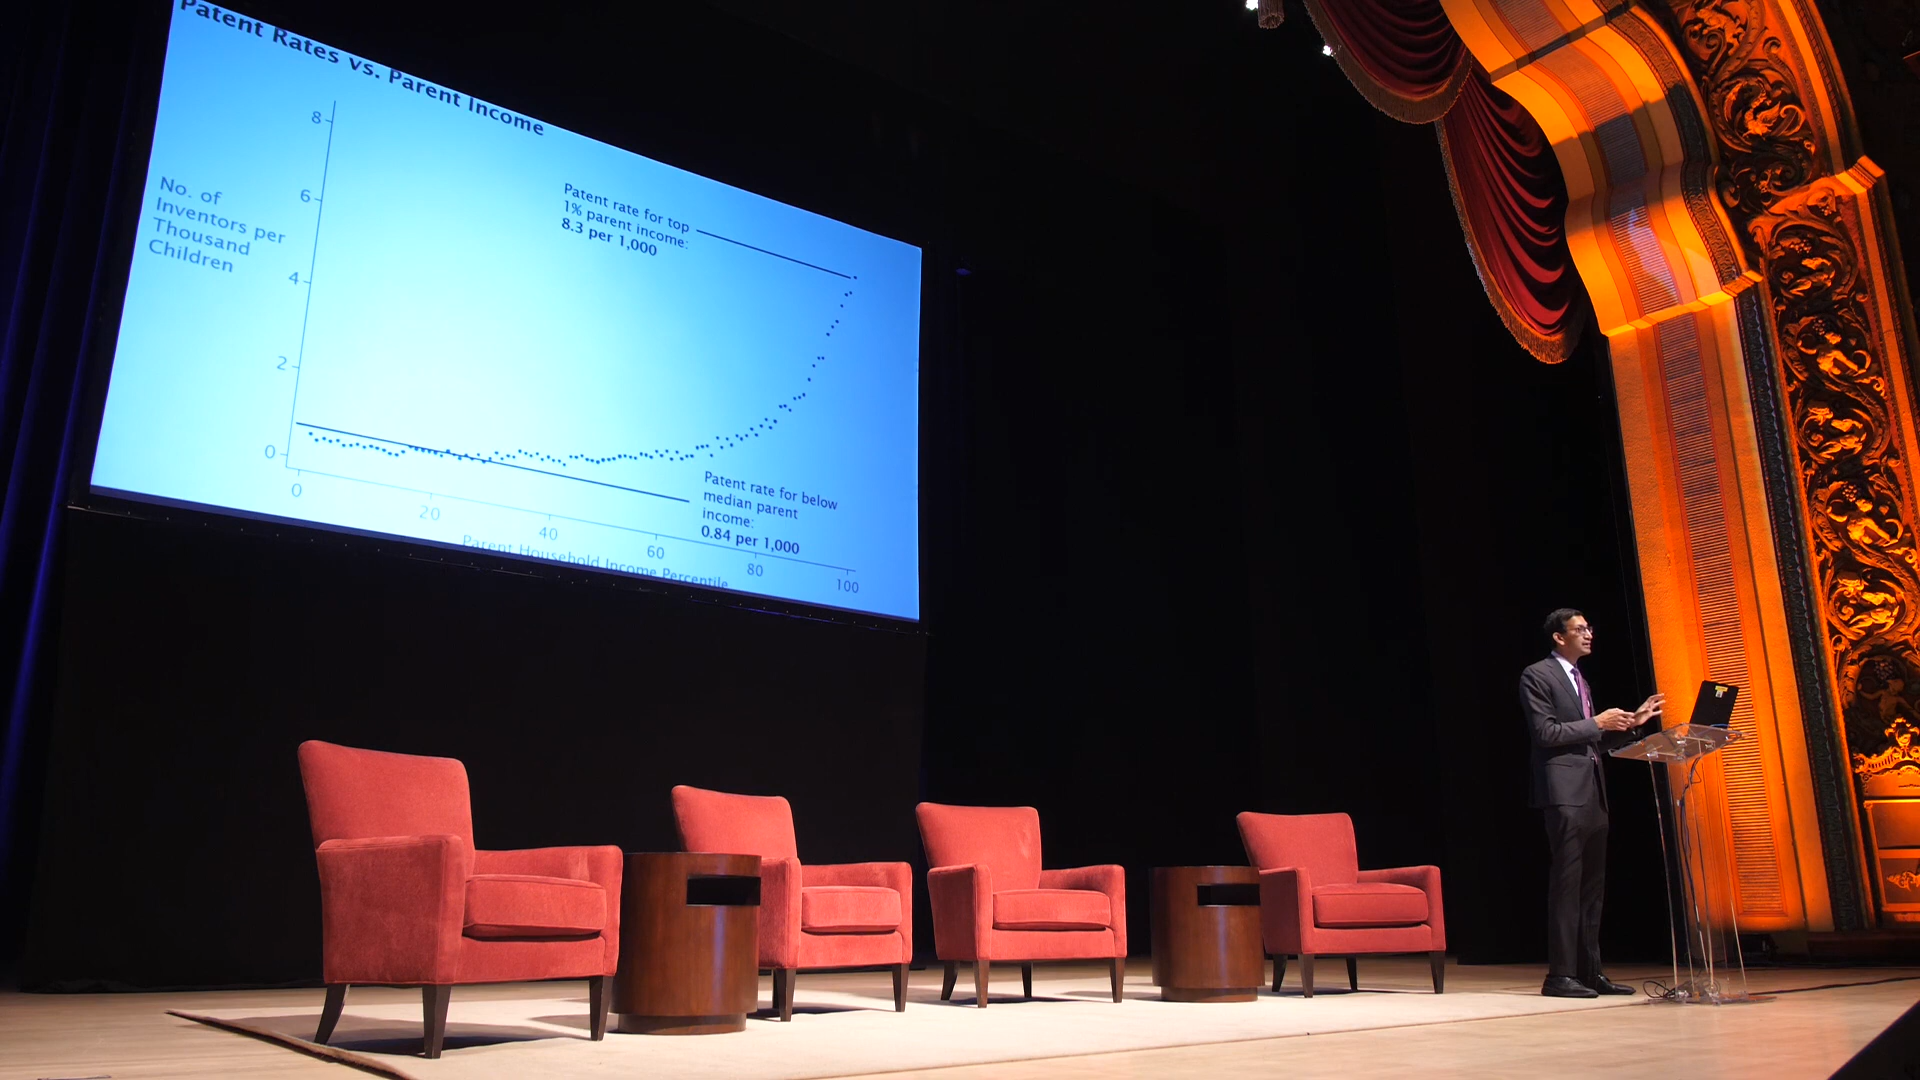 Patent Rates vs. Parent Income
No. of
Inventors per
Thousand
Children
8
6
4
2
0
Patent rate for top
1% parent income:
8.3 per 1,000
Patent rate for below
median parent
income:
0.84 per 1,000
0
20
40
60
80
100
Parent Household Income Percentile